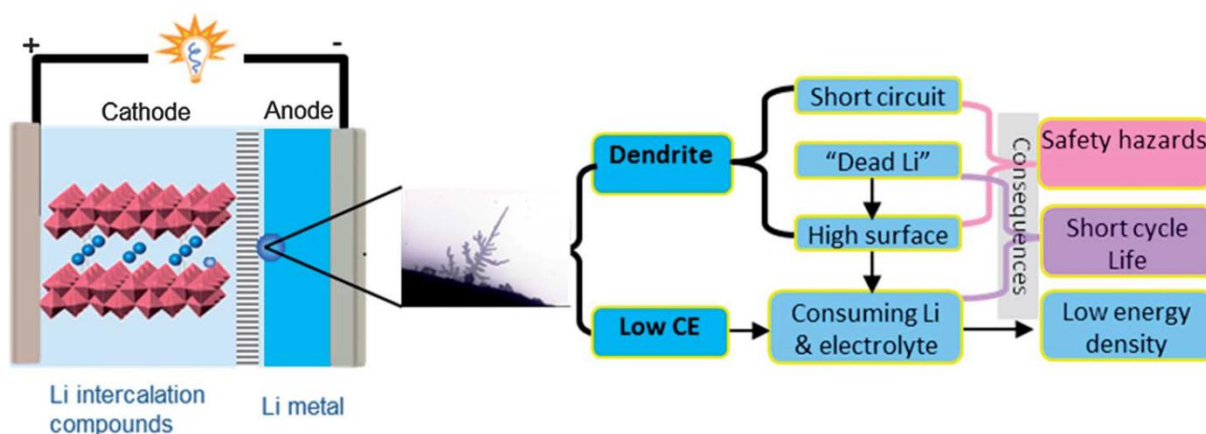 +
-
Cathode
Anode
Li intercalation
compounds
Li metal
Dendrite
Low CE
Short circuit
“Dead Li”
High surface
Consuming Li
& electrolyte
Consequences
Safety hazards
Short cycle
Life
Low energy
density